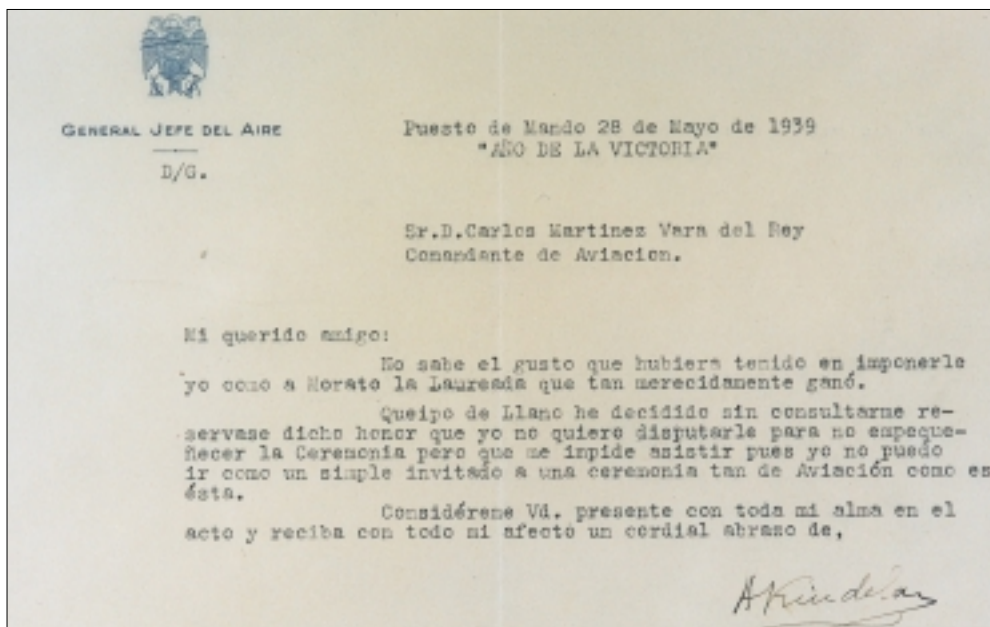 GENERAL JEFE DEL AIRE
D/G.
Puesto de Mando 28 de Mayo de 1939
"AÑO DE LA VICTORIA"
Sr.D.Carlos Martinez Vara del Rey
Comandante de Aviacion.
Mi querido amigo:
No sabe el gusto que hubiera tenido en imponerle
yo como a Morato la Laureada que tan merecidamente ganó.
Queipo de Llano he decidido sin consultarme re-
servase dicho honor que yo no quiero disputarle para no empeque-
ñecer la Ceremonia pero que me impide asistir pues yo no puedo
ir como un simple invitado a una ceremonia tan de Aviación como es
ésta.
Considéreme Vd. presente con toda mi alma en el
acto y reciba con todo mi afecto un cordial abrazo de,
AKindelan